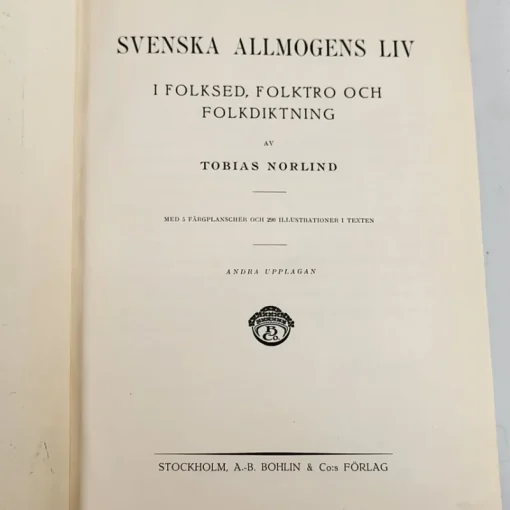 SVENSKA ALLMOGENS LIV
I FOLKSED, FOLKTRO OCH
FOLKDIKTNING
AV
TOBIAS NORLIND
MED 5 FÄRGPLANSCHER OCH 290 ILLUSTRATIONER I TEXTEN
ANDRA UPPLAGAN
B
Co.
STOCKHOLM, A.-B. BOHLIN & Co:s FÖRLAG